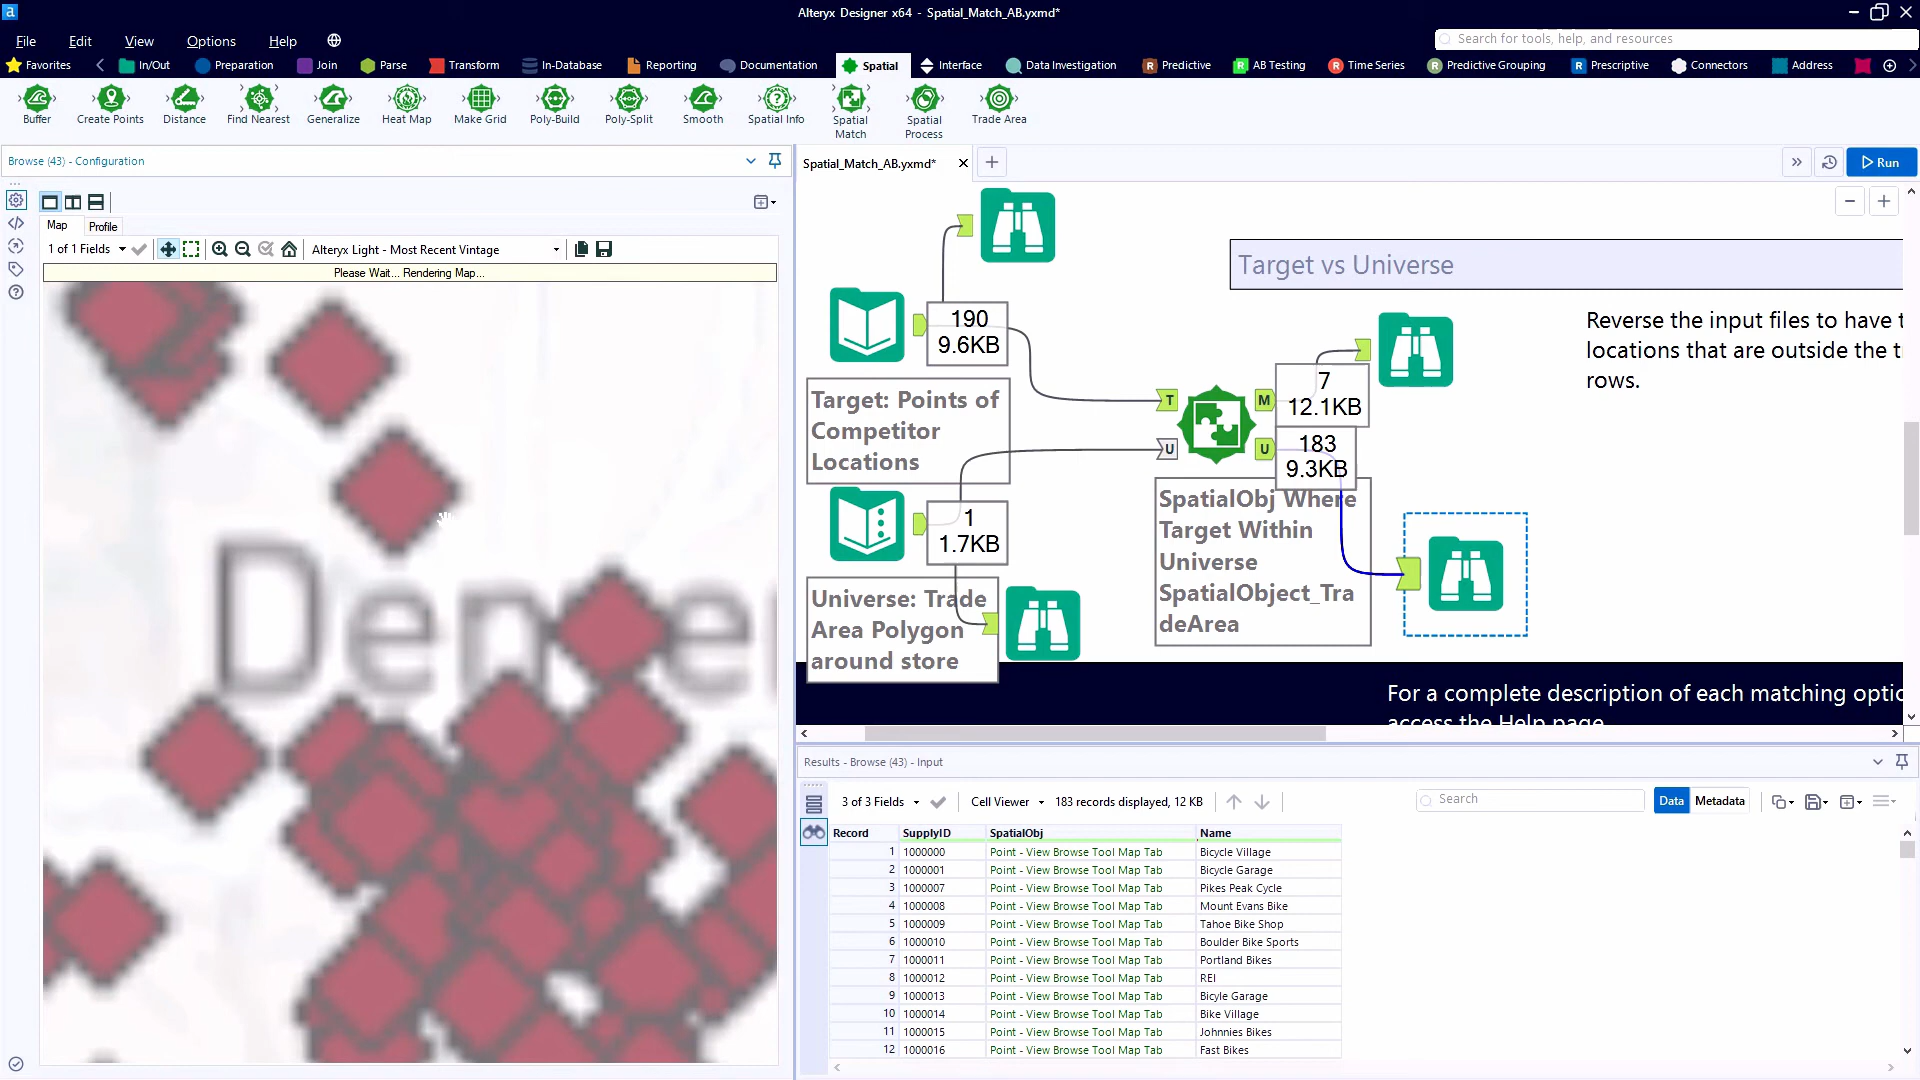 Alteryx Designer x64 - Spatial_Match_AB.yxmd*
File Edit View Options Help
Search for tools, help, and resources
Favorites In/Out Preparation Join Parse Transform In-Database Reporting Documentation Spatial Interface Data Investigation Predictive AB Testing Time Series Predictive Grouping Prescriptive Connectors Address
Buffer Create Points Distance Find Nearest Generalize Heat Map Make Grid Poly-Build Poly-Split Smooth Spatial Info Spatial Match Spatial Process Trade Area
Browse (43) - Configuration
Map Profile
1 of 1 Fields Alteryx Light - Most Recent Vintage
Please Wait... Rendering Map...
Spatial_Match_AB.yxmd*
Run
Target vs Universe
Reverse the input files to have t
locations that are outside the t
rows.
190
9.6KB
Target: Points of
Competitor
Locations
1
1.7KB
Universe: Trade
Area Polygon
around store
T
U
M
U
7
12.1KB
183
9.3KB
SpatialObj Where
Target Within
Universe
SpatialObject_Tra
deArea
For a complete description of each matching optio
access the Help page
Results - Browse (43) - Input
3 of 3 Fields Cell Viewer 183 records displayed, 12 KB Search Data Metadata
Record SupplyID SpatialObj Name
1 1000000 Point - View Browse Tool Map Tab Bicycle Village
2 1000001 Point - View Browse Tool Map Tab Bicycle Garage
3 1000007 Point - View Browse Tool Map Tab Pikes Peak Cycle
4 1000008 Point - View Browse Tool Map Tab Mount Evans Bike
5 1000009 Point - View Browse Tool Map Tab Tahoe Bike Shop
6 1000010 Point - View Browse Tool Map Tab Boulder Bike Sports
7 1000011 Point - View Browse Tool Map Tab Portland Bikes
8 1000012 Point - View Browse Tool Map Tab REI
9 1000013 Point - View Browse Tool Map Tab Bicyle Garage
10 1000014 Point - View Browse Tool Map Tab Bike Village
11 1000015 Point - View Browse Tool Map Tab Johnnies Bikes
12 1000016 Point - View Browse Tool Map Tab Fast Bikes